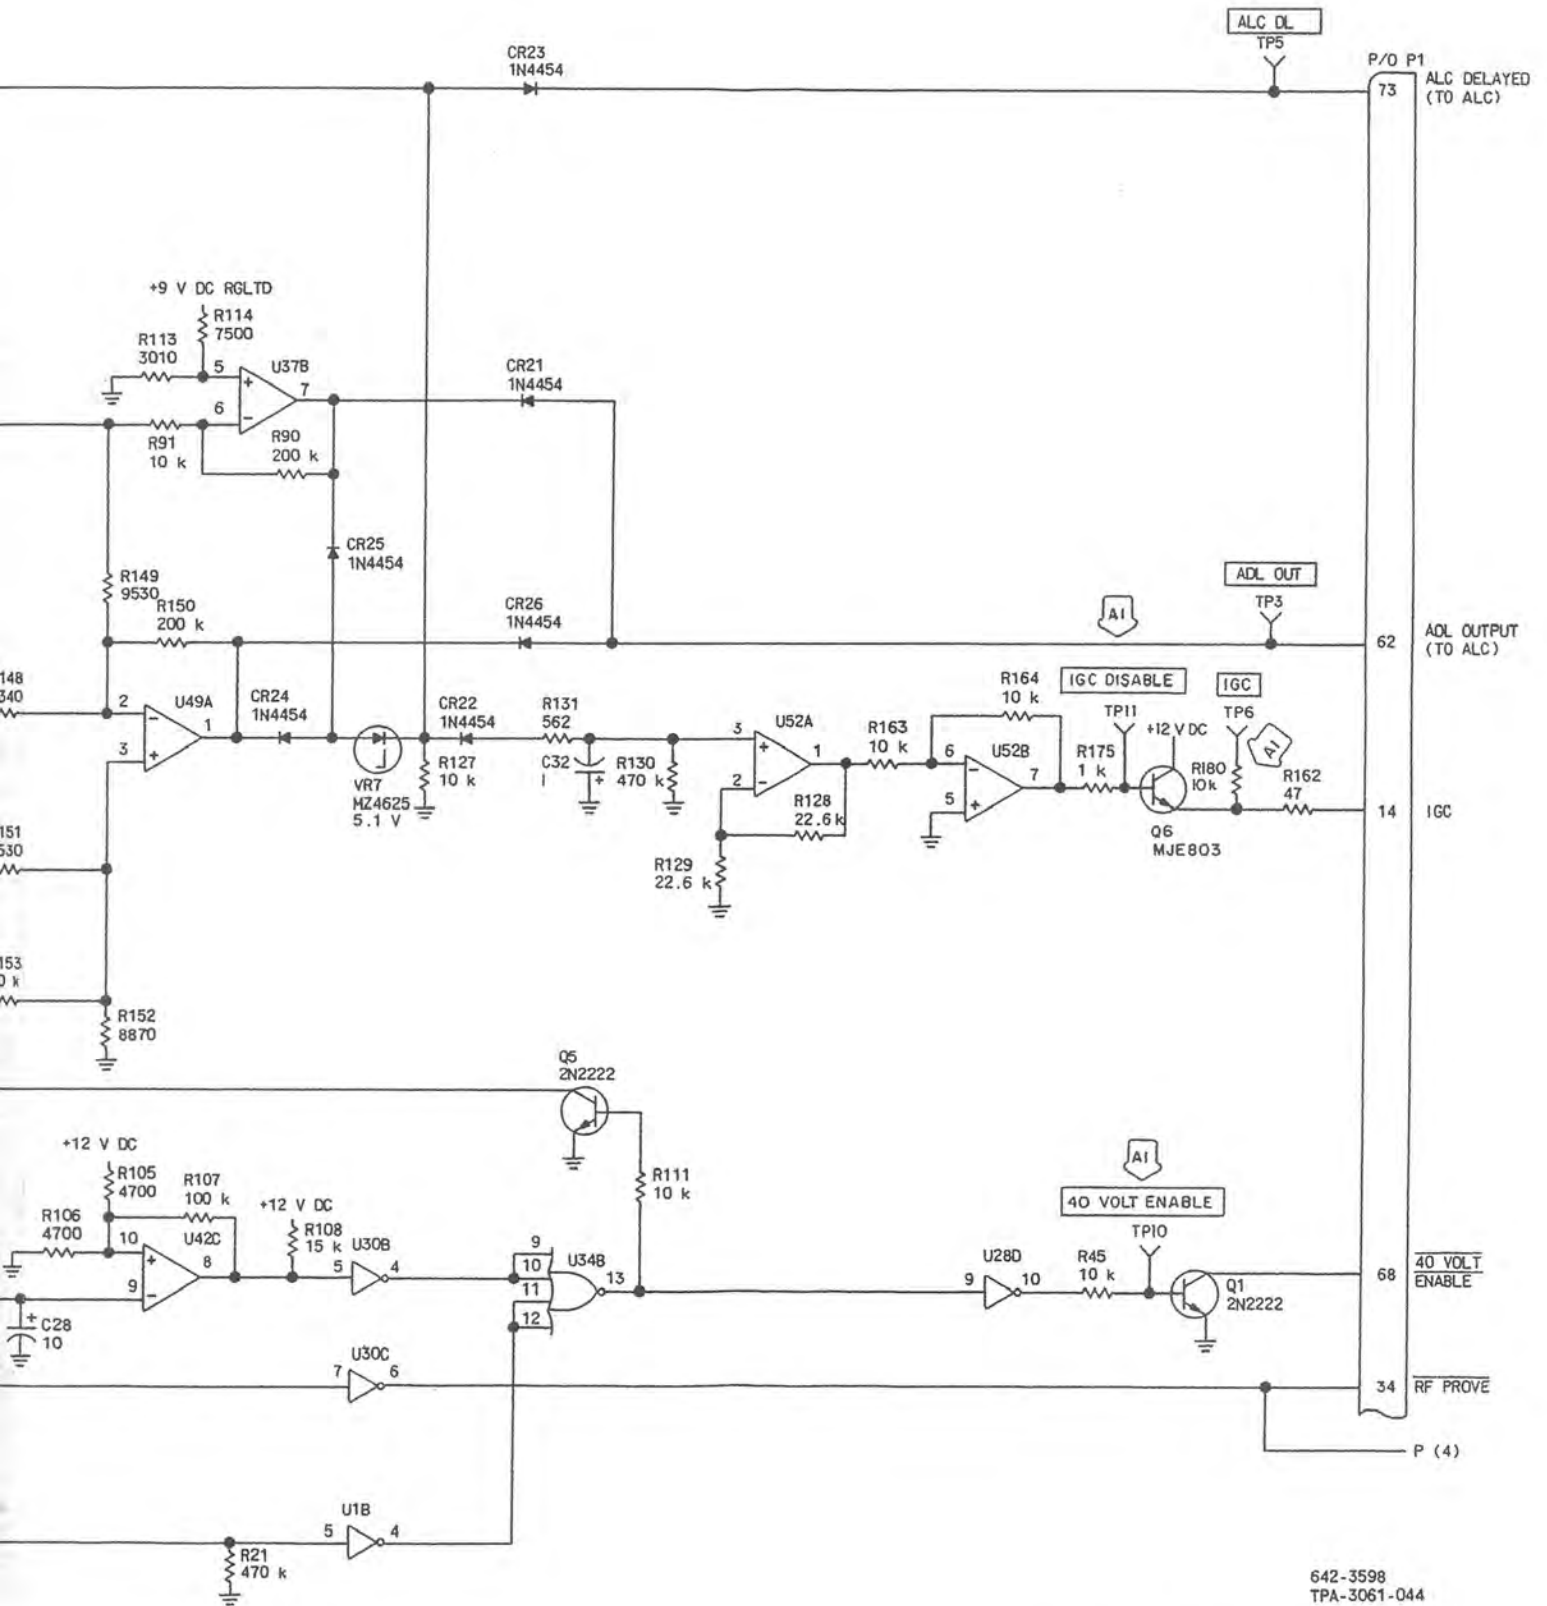 ALC DL
TP5
P/O P1
CR23
1N4454
73
ALC DELAYED
(TO ALC)
+9 V DC RGLTD
R114
7500
R113
3010
5
+
U37B
7
6
−
CR21
1N4454
R91
10 k
R90
200 k
CR25
1N4454
R149
9530
R150
200 k
CR26
1N4454
A1
ADL OUT
TP3
62
ADL OUTPUT
(TO ALC)
148
340
2
−
U49A
1
3
+
CR24
1N4454
VR7
MZ4625
5.1 V
CR22
1N4454
R127
10 k
R131
562
C32
1
+
R130
470 k
3
+
U52A
1
2
−
R128
22.6 k
R129
22.6 k
R163
10 k
R164
10 k
6
−
U52B
7
5
+
R175
1 k
IGC DISABLE
TP11
+12 V DC
Q6
MJE803
IGC
TP6
A1
R180
10k
R162
47
14
IGC
151
530
153
0 k
R152
8870
Q5
2N2222
R111
10 k
+12 V DC
R105
4700
R107
100 k
R106
4700
10
+
U42C
8
9
−
+
C28
10
+12 V DC
R108
15 k
5
U30B
4
9
10
11
12
U34B
13
9
U28D
10
R45
10 k
A1
40 VOLT ENABLE
TP10
Q1
2N2222
68
40 VOLT
ENABLE
7
U30C
6
34
RF PROVE
P (4)
5
U1B
4
R21
470 k
642-3598
TPA-3061-044